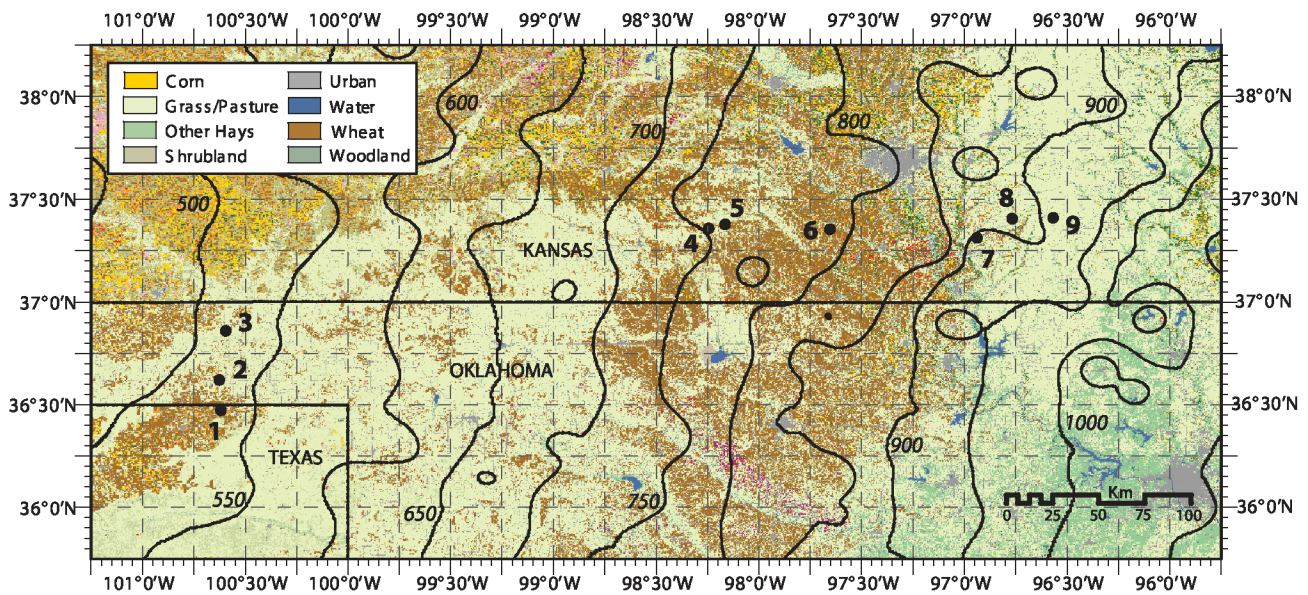 101°0'W 100°30'W 100°0'W 99°30'W 99°0'W 98°30'W 98°0'W 97°30'W 97°0'W 96°30'W 96°0'W
Corn Urban
Grass/Pasture Water
Other Hays Wheat
Shrubland Woodland
38°0'N 600 700 800 900 38°0'N
37°30'N 500 4 5 6 7 8 9 37°30'N
KANSAS
37°0'N 37°0'N
3
2 OKLAHOMA
36°30'N 36°30'N
1 TEXAS 900 1000
550 650 750 Km
36°0'N 0 25 50 75 100 36°0'N
101°0'W 100°30'W 100°0'W 99°30'W 99°0'W 98°30'W 98°0'W 97°30'W 97°0'W 96°30'W 96°0'W